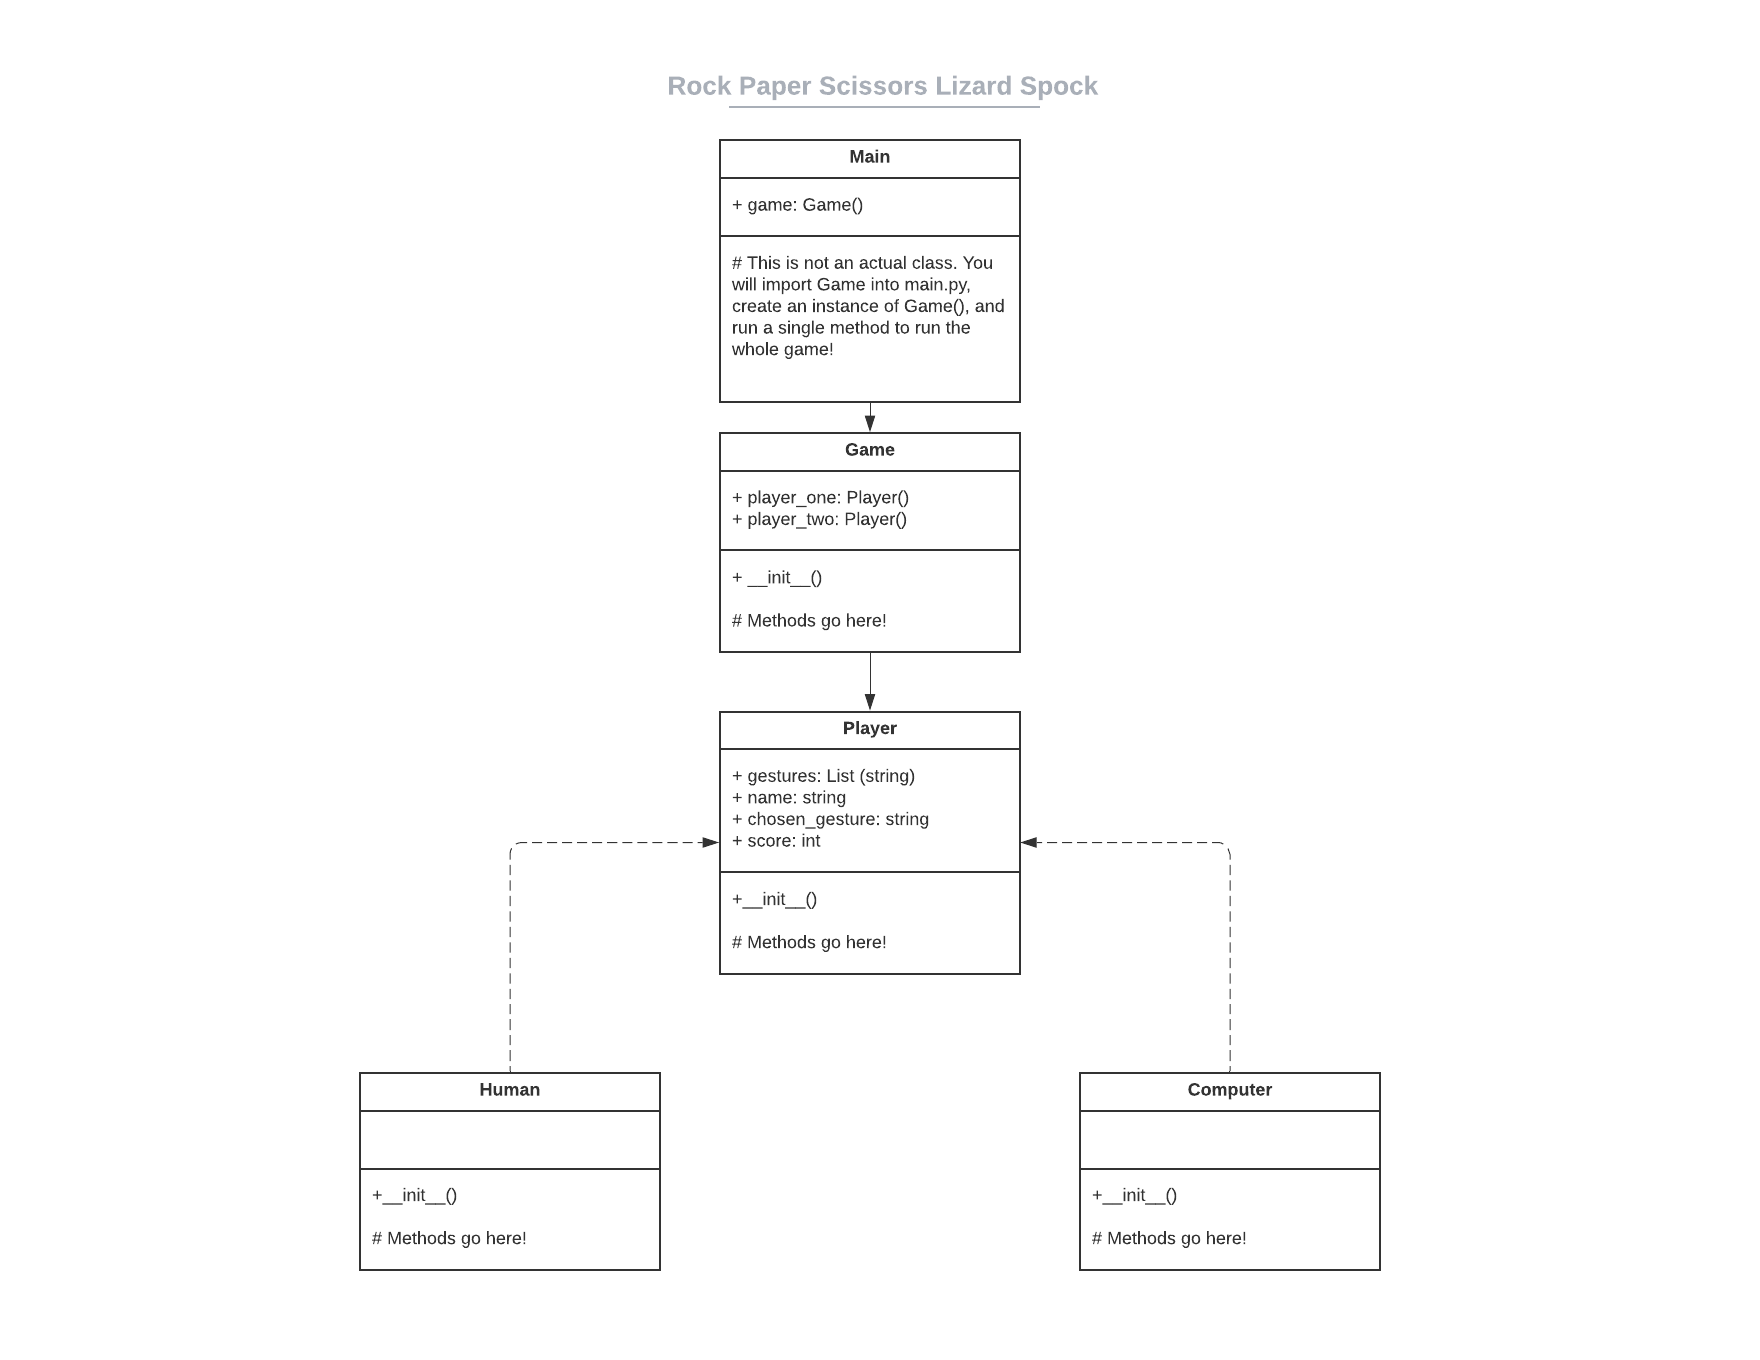 Rock Paper Scissors Lizard Spock
Main
+ game: Game()
# This is not an actual class. You
will import Game into main.py,
create an instance of Game(), and
run a single method to run the
whole game!
Game
+ player_one: Player()
+ player_two: Player()
+ __init__()
# Methods go here!
Player
+ gestures: List (string)
+ name: string
+ chosen_gesture: string
+ score: int
+__init__()
# Methods go here!
Human
+__init__()
# Methods go here!
Computer
+__init__()
# Methods go here!